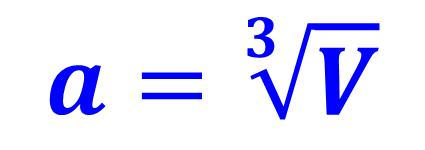 a = ∛V